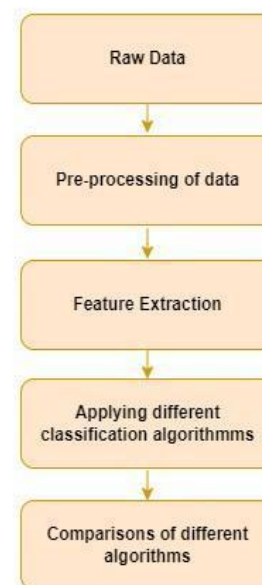 Raw Data
Pre-processing of data
Feature Extraction
Applying different
classification algorithmms
Comparisons of different
algorithms